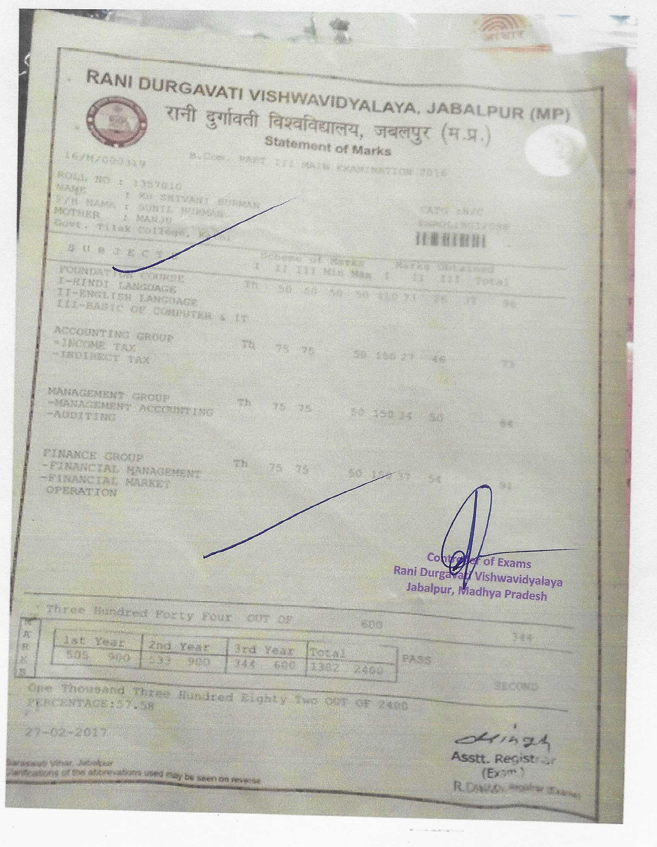 आधार
RANI DURGAVATI VISHWAVIDYALAYA, JABALPUR (MP)
रानी दुर्गावती विश्वविद्यालय, जबलपुर (म.प्र.)
Statement of Marks
16/M/000319 B.Com. PART III MAIN EXAMINATION 2016
ROLL NO : 1357010
NAME : KU SHIVANI BURMAN
F/H NAME : SUNIL BURMAN
MOTHER : MANJU
CATG :N/C
Govt. Tilak College,
SUBJECT Scheme of Marks Marks Obtained
I II III Min Max I II III Total
FOUNDATION COURSE Th 50 50 50 50 96
I-HINDI LANGUAGE
II-ENGLISH LANGUAGE
III-BASIC OF COMPUTER & IT
ACCOUNTING GROUP Th 75 75 50 150 27 46 73
-INCOME TAX
-INDIRECT TAX
MANAGEMENT GROUP Th 75 75 50 150 34 50 84
-MANAGEMENT ACCOUNTING
-AUDITING
FINANCE GROUP Th 75 75 50 150 37 54 91
-FINANCIAL MANAGEMENT
-FINANCIAL MARKET
OPERATION
Controller of Exams
Rani Durgavati Vishwavidyalaya
Jabalpur, Madhya Pradesh
Three Hundred Forty Four OUT OF 600 344
MARKS
1st Year 2nd Year 3rd Year Total
505 900 533 900 344 600 1382 2400 PASS
SECOND
One Thousand Three Hundred Eighty Two OUT OF 2400
PERCENTAGE:57.58
27-02-2017
Asstt. Registrar
(Exam)
Saraswati Vihar, Jabalpur
Clarifications of the abbreviations used may be seen on reverse
Registrar (Exams)